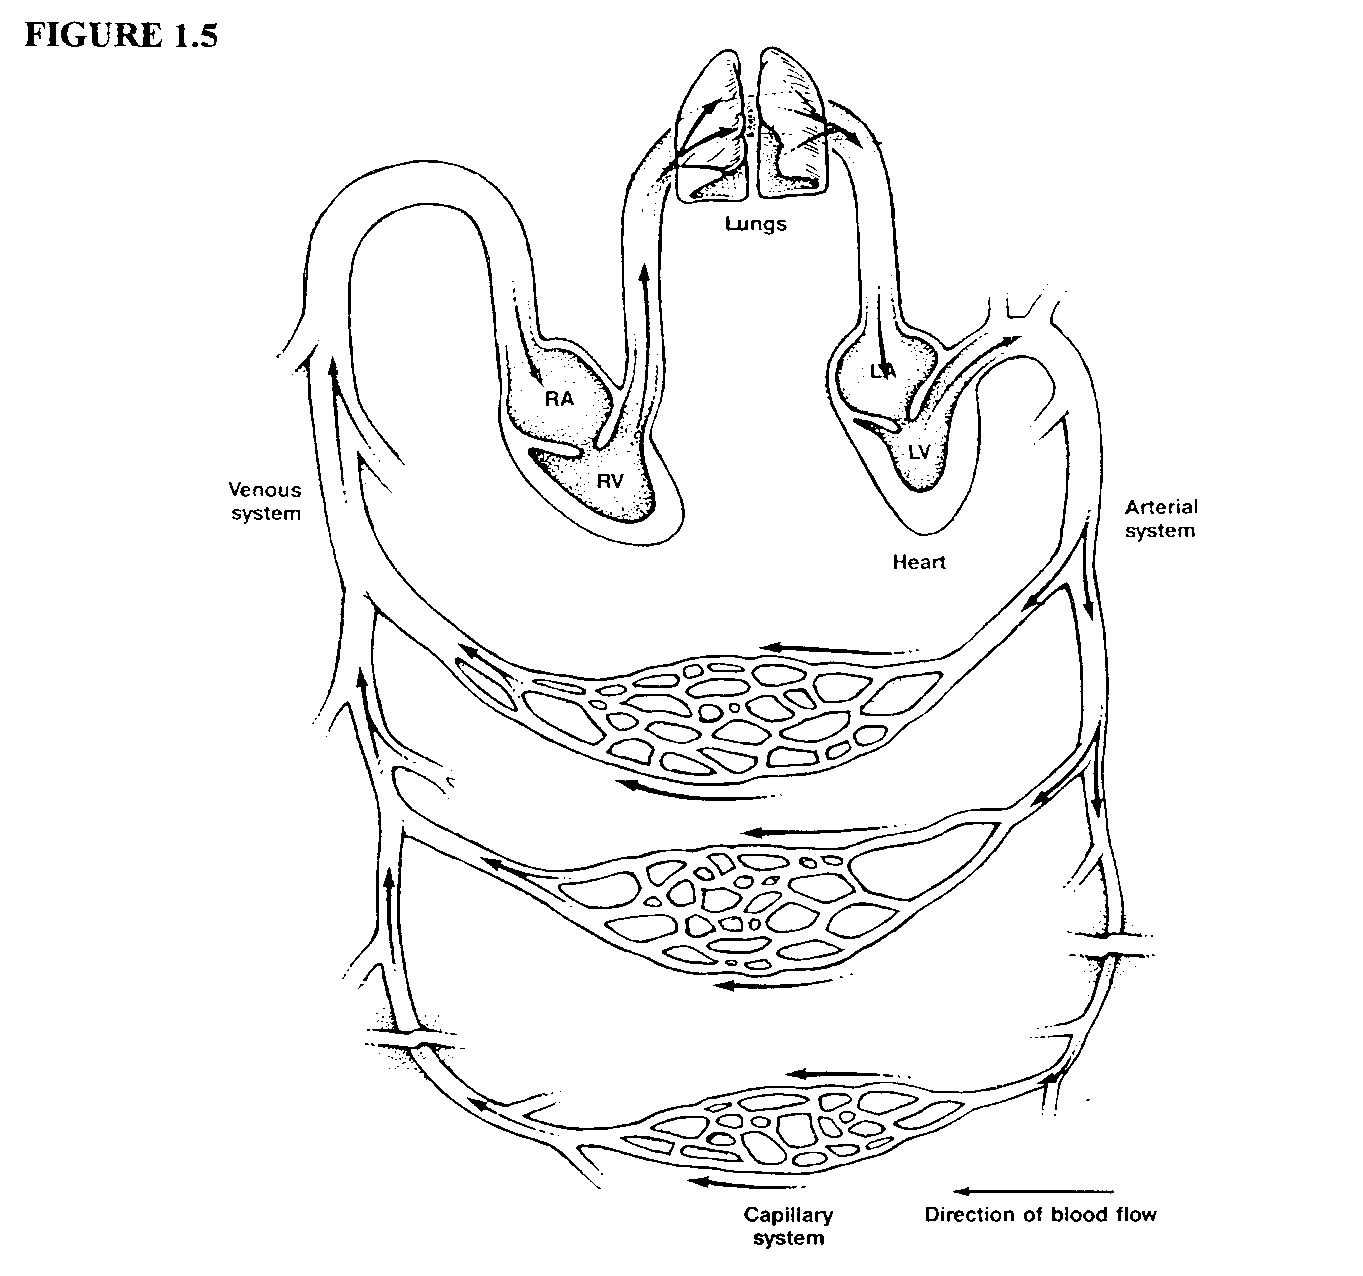 FIGURE 1.5
Lungs
RA
LA
RV
LV
Venous
system
Arterial
system
Heart
Capillary
system
Direction of blood flow